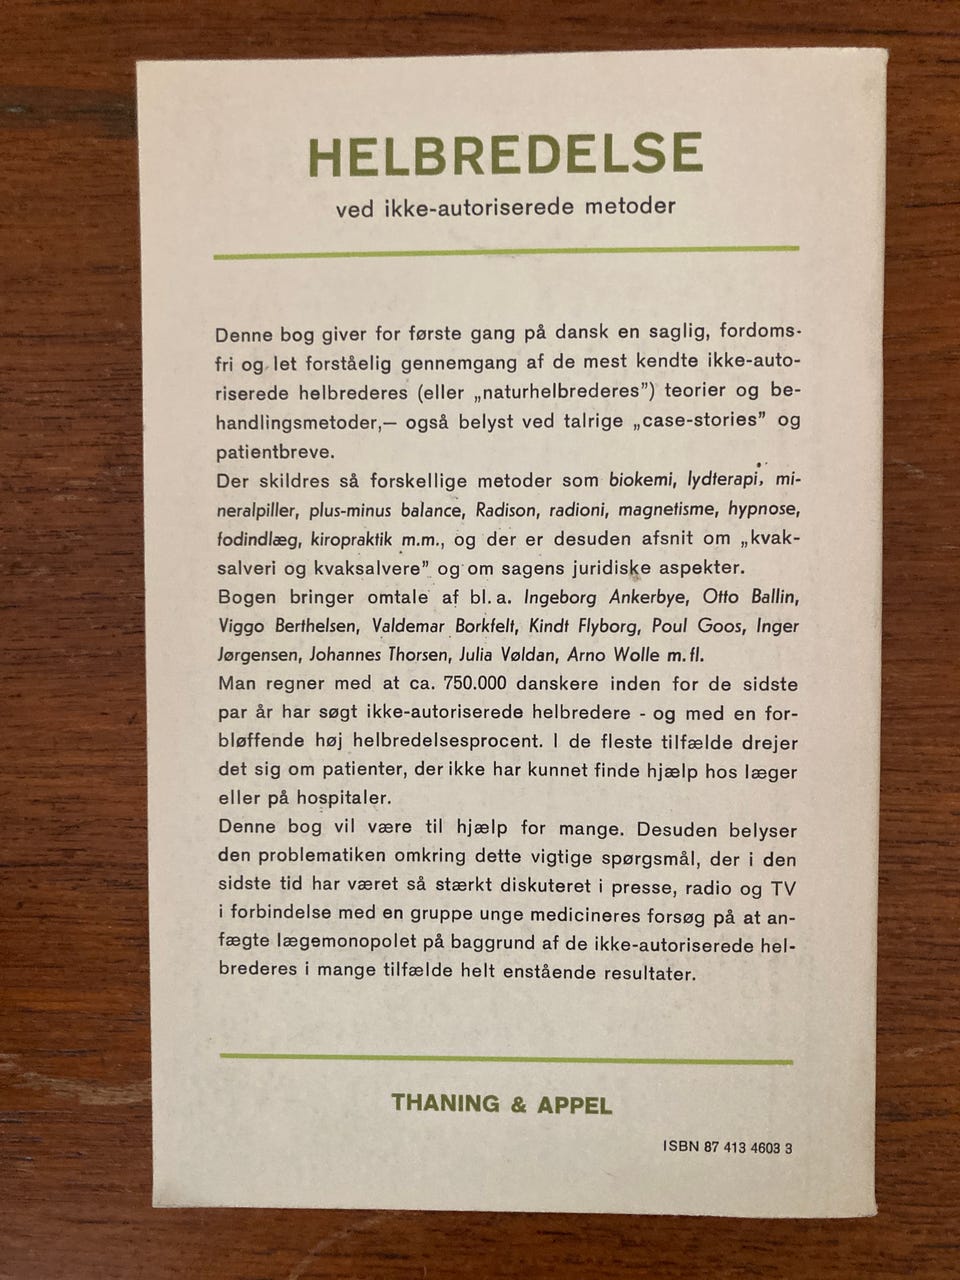 HELBREDELSE
ved ikke-autoriserede metoder
Denne bog giver for første gang på dansk en saglig, fordoms-
fri og let forståelig gennemgang af de mest kendte ikke-auto-
riserede helbrederes (eller „naturhelbrederes”) teorier og be-
handlingsmetoder,— også belyst ved talrige „case-stories” og
patientbreve.
Der skildres så forskellige metoder som biokemi, lydterapi, mi-
neralpiller, plus-minus balance, Radison, radioni, magnetisme, hypnose,
fodindlæg, kiropraktik m.m., og der er desuden afsnit om „kvak-
salveri og kvaksalvere” og om sagens juridiske aspekter.
Bogen bringer omtale af bl. a. Ingeborg Ankerbye, Otto Ballin,
Viggo Berthelsen, Valdemar Borkfelt, Kindt Flyborg, Poul Goos, Inger
Jørgensen, Johannes Thorsen, Julia Vøldan, Arno Wolle m. fl.
Man regner med at ca. 750.000 danskere inden for de sidste
par år har søgt ikke-autoriserede helbredere - og med en for-
bløffende høj helbredelsesprocent. I de fleste tilfælde drejer
det sig om patienter, der ikke har kunnet finde hjælp hos læger
eller på hospitaler.
Denne bog vil være til hjælp for mange. Desuden belyser
den problematiken omkring dette vigtige spørgsmål, der i den
sidste tid har været så stærkt diskuteret i presse, radio og TV
i forbindelse med en gruppe unge medicineres forsøg på at an-
fægte lægemonopolet på baggrund af de ikke-autoriserede hel-
brederes i mange tilfælde helt enstående resultater.
THANING & APPEL
ISBN 87 413 4603 3